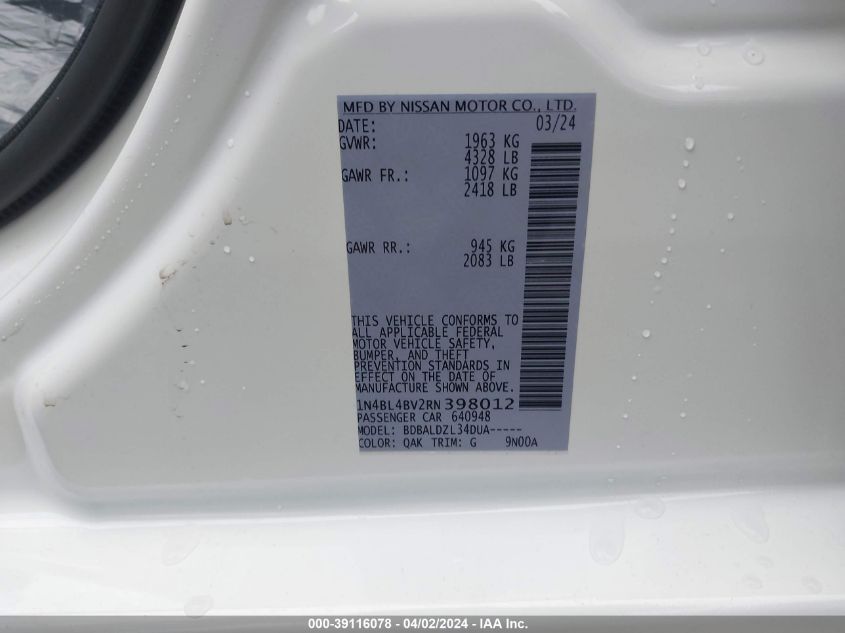 MFD BY NISSAN MOTOR CO., LTD.
DATE: 03/24
GVWR: 1963 KG
4328 LB
GAWR FR.: 1097 KG
2418 LB
GAWR RR.: 945 KG
2083 LB
THIS VEHICLE CONFORMS TO
ALL APPLICABLE FEDERAL
MOTOR VEHICLE SAFETY,
BUMPER, AND THEFT
PREVENTION STANDARDS IN
EFFECT ON THE DATE OF
MANUFACTURE SHOWN ABOVE.
1N4BL4BV2RN398012
PASSENGER CAR 640948
MODEL: BDBALDZL34DUA-----
COLOR: QAK TRIM: G 9N00A
000-39116078 - 04/02/2024 - IAA Inc.